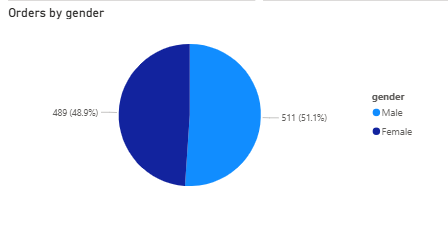 Orders by gender
489 (48.9%)
511 (51.1%)
gender
Male
Female